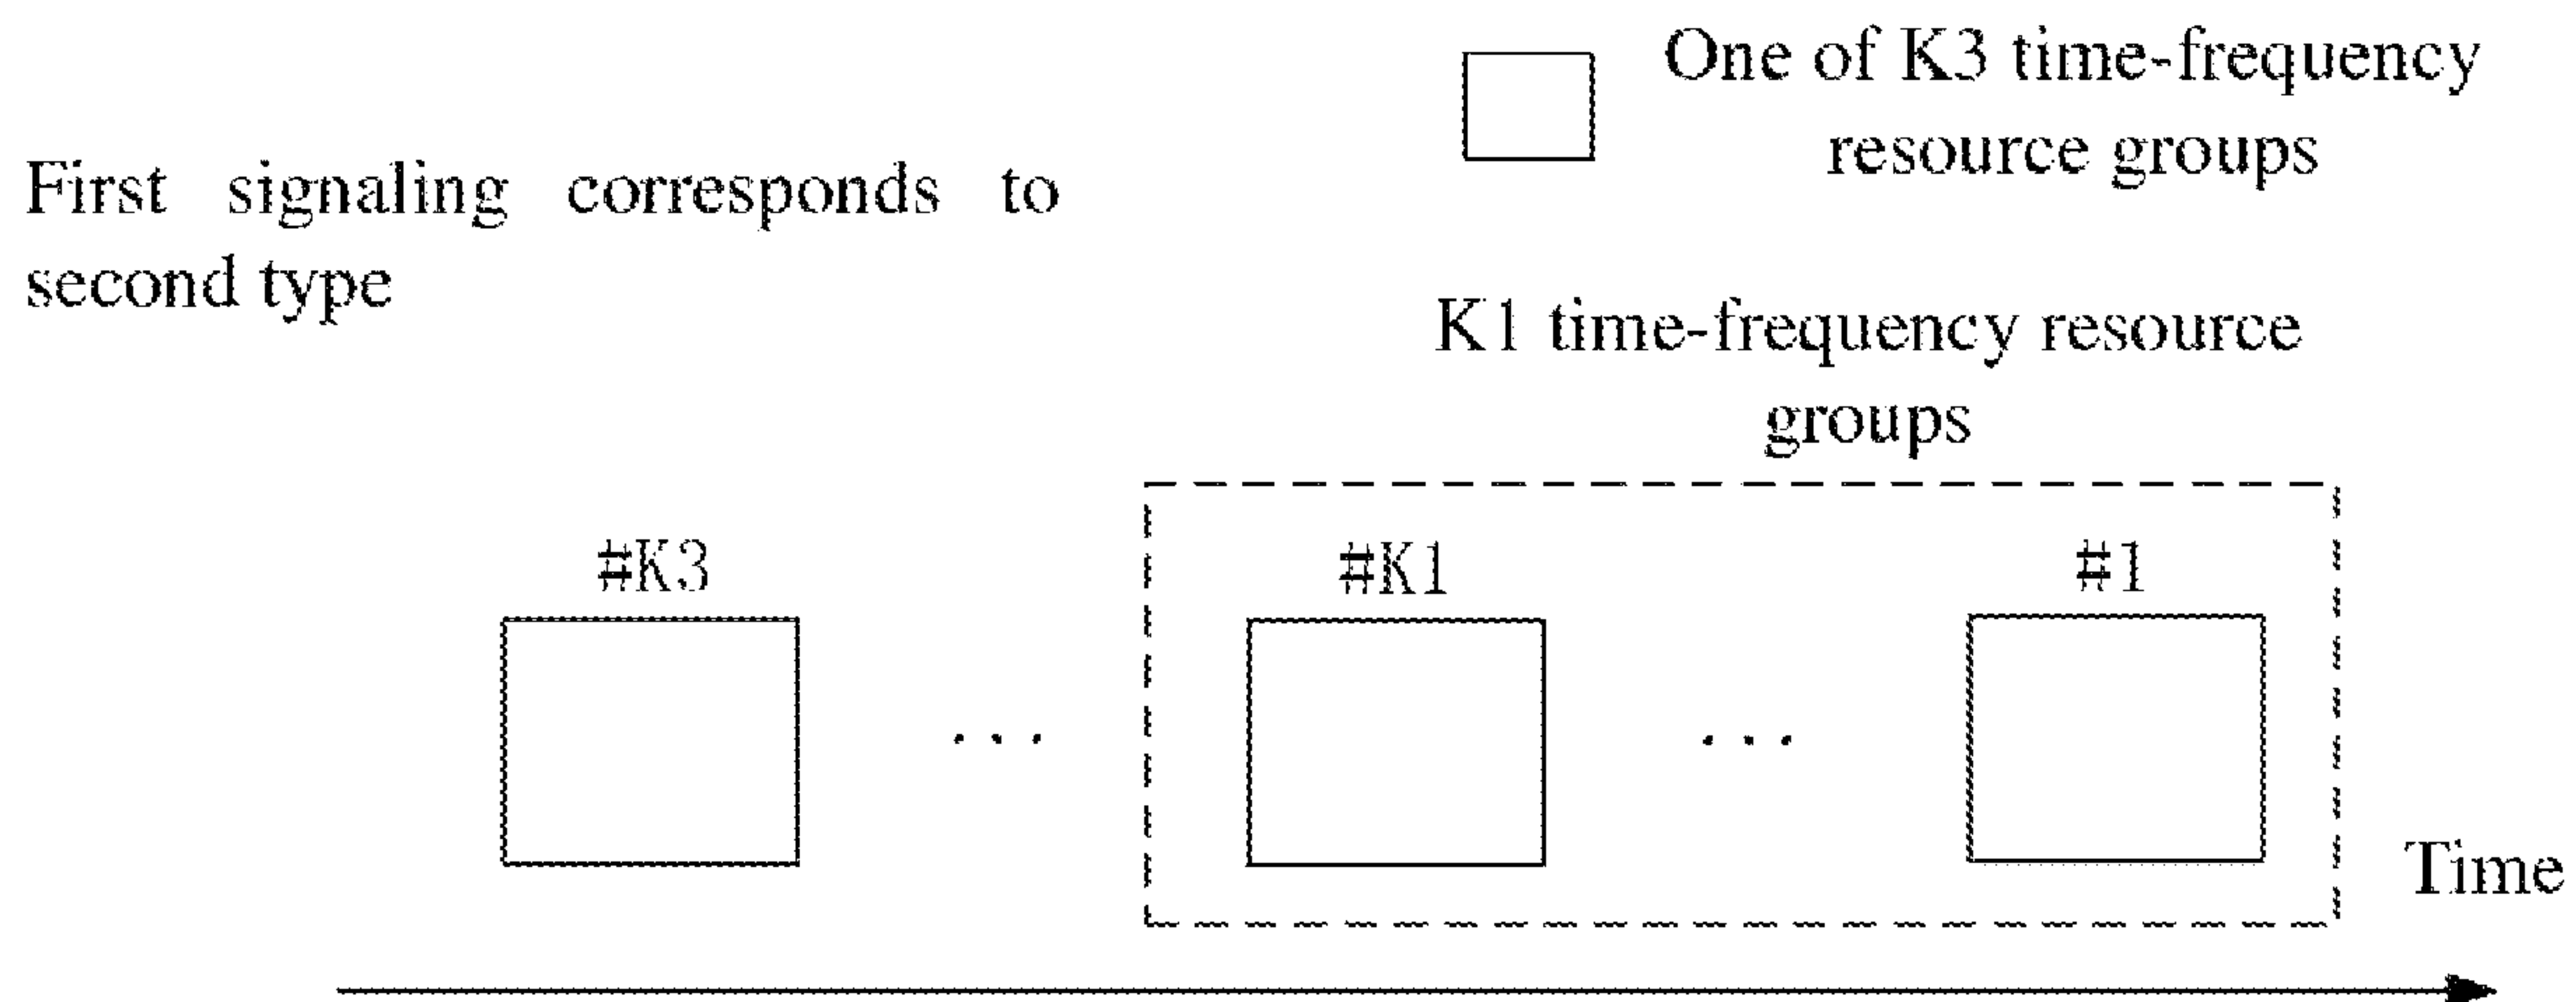 One of K3 time-frequency
resource groups
First signaling corresponds to
second type
K1 time-frequency resource
groups
#K3
#K1
#1
...
...
Time